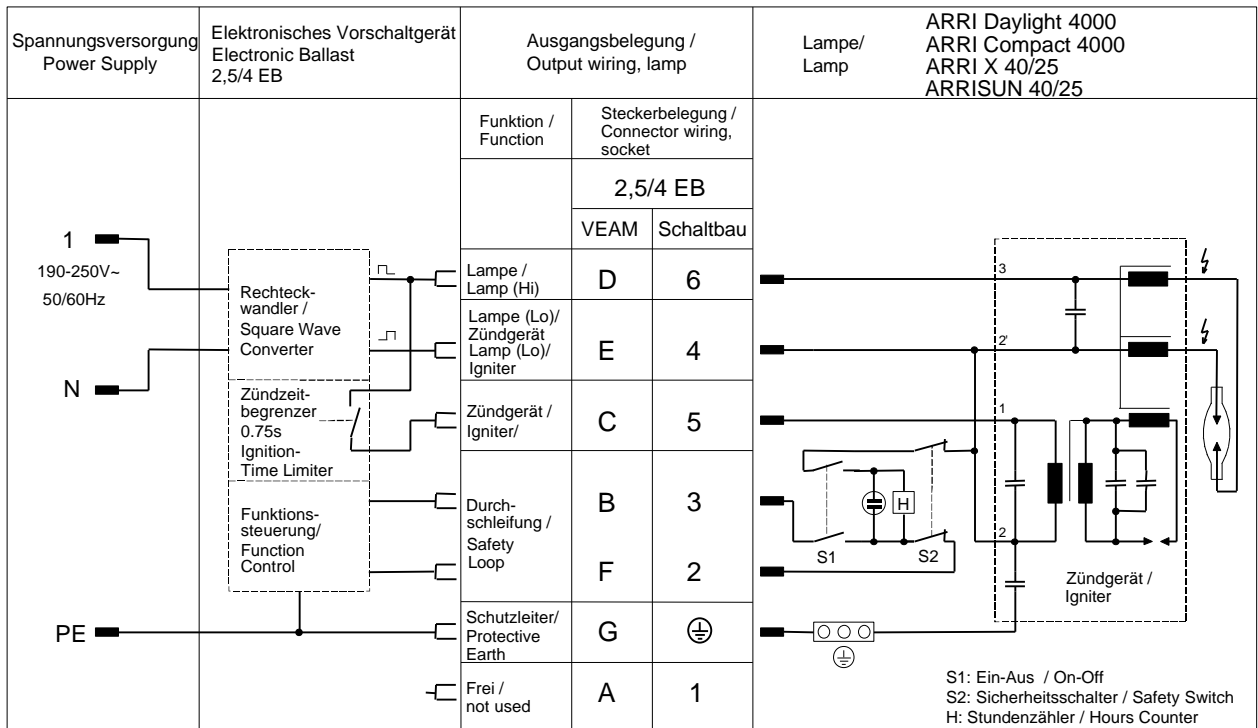 Spannungsversorgung
Power Supply
Elektronisches Vorschaltgerät
Electronic Ballast
2,5/4 EB
Ausgangsbelegung /
Output wiring, lamp
Lampe/
Lamp
ARRI Daylight 4000
ARRI Compact 4000
ARRI X 40/25
ARRISUN 40/25
Funktion /
Function
Steckerbelegung /
Connector wiring,
socket
2,5/4 EB
VEAM
Schaltbau
1
190-250V~
50/60Hz
N
PE
Rechteck-
wandler /
Square Wave
Converter
Zündzeit-
begrenzer
0.75s
Ignition-
Time Limiter
Funktions-
steuerung/
Function
Control
Lampe /
Lamp (Hi)
D
6
Lampe (Lo)/
Zündgerät
Lamp (Lo)/
Igniter
E
4
Zündgerät /
Igniter/
C
5
Durch-
schleifung /
Safety
Loop
B
3
F
2
Schutzleiter/
Protective
Earth
G
Frei /
not used
A
1
3
2'
1
2
H
S1
S2
Zündgerät /
Igniter
S1: Ein-Aus / On-Off
S2: Sicherheitsschalter / Safety Switch
H: Stundenzähler / Hours Counter